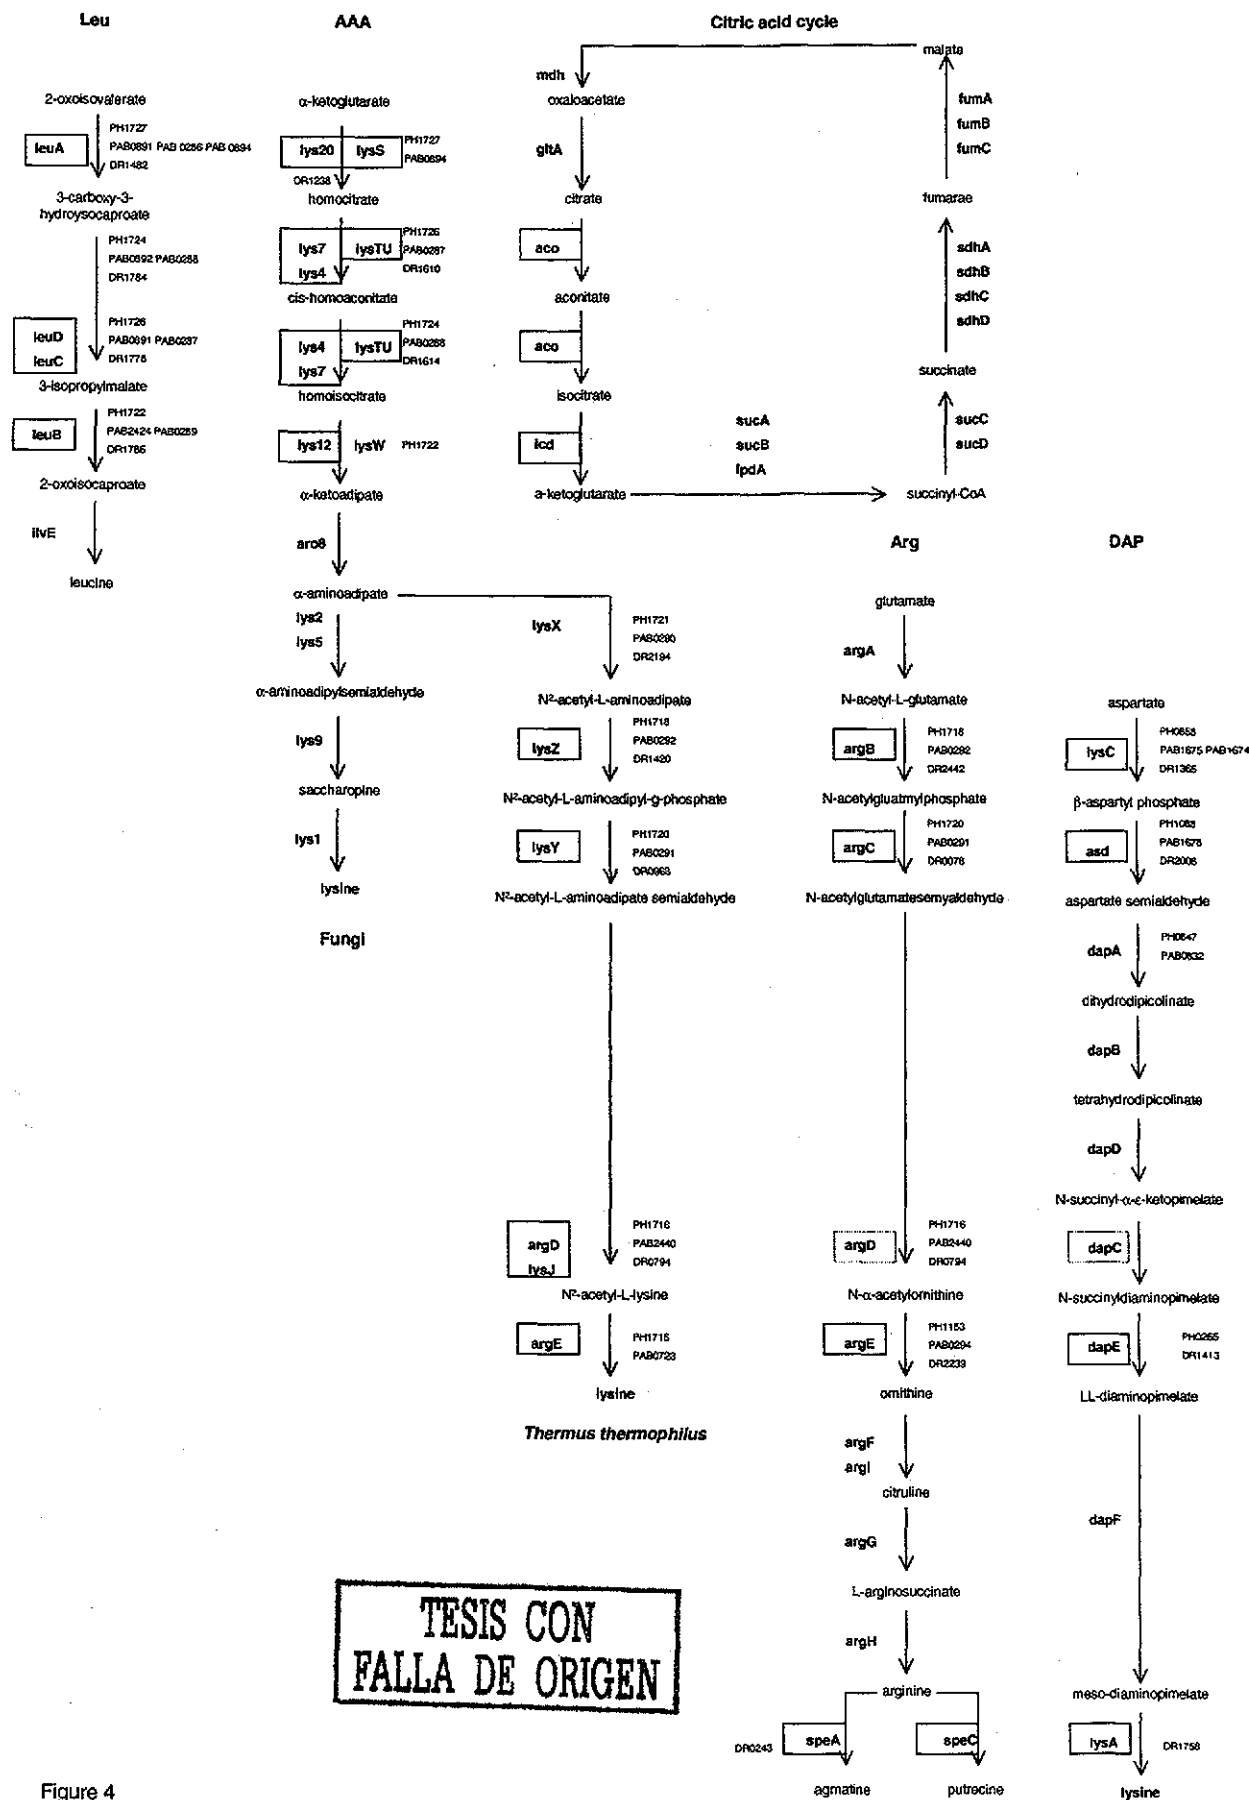 Leu
2-oxoisovalerate
leuA
PH1727
PAB0891 PAB 0286 PAB 0894
DR1482
3-carboxy-3-
hydroysocaproate
PH1724
PAB0892 PAB0288
DR1784
leuD
leuC
PH1726
PAB0891 PAB0287
DR1778
3-isopropylmalate
leuB
PH1722
PAB2424 PAB0289
DR1785
2-oxoisocaproate
ilvE
leucine
AAA
α-ketoglutarate
lys20 lysS
PH1727
PAB0894
DR1238
homocitrate
lys7 lysTU
lys4
PH1726
PAB0287
DR1610
cis-homoaconitate
lys4 lysTU
lys7
PH1724
PAB0288
DR1614
homoisocitrate
lys12 lysW PH1722
α-ketoadipate
aro8
α-aminoadipate
lys2
lys5
α-aminoadipylsemialdehyde
lys9
saccharopine
lys1
lysine
Fungi
Citric acid cycle
malate
mdh
oxaloacetate
gltA
citrate
aco
aconitate
aco
isocitrate
icd
a-ketoglutarate
sucA
sucB
lpdA
succinyl-CoA
sucC
sucD
succinate
sdhA
sdhB
sdhC
sdhD
fumarae
fumA
fumB
fumC
lysX
PH1721
PAB0290
DR2194
N²-acetyl-L-aminoadipate
lysZ
PH1718
PAB0292
DR1420
N²-acetyl-L-aminoadipyl-g-phosphate
lysY
PH1720
PAB0291
DR0963
N²-acetyl-L-aminoadipate semialdehyde
argD
lysJ
PH1716
PAB2440
DR0794
N²-acetyl-L-lysine
argE
PH1715
PAB0723
lysine
Thermus thermophilus
Arg
glutamate
argA
N-acetyl-L-glutamate
argB
PH1718
PAB0292
DR2442
N-acetylgluatmylphosphate
argC
PH1720
PAB0291
DR0078
N-acetylglutamatesemyaldehyde
argD
PH1716
PAB2440
DR0794
N-α-acetylornithine
argE
PH1153
PAB0294
DR2239
ornithine
argF
argI
citruline
argG
L-arginosuccinate
argH
arginine
DR0243
speA
speC
agmatine
putrecine
DAP
aspartate
lysC
PH0858
PAB1675 PAB1674
DR1365
β-aspartyl phosphate
asd
PH1088
PAB1678
DR2008
aspartate semialdehyde
dapA
PH0847
PAB0832
dihydrodipicolinate
dapB
tetrahydrodipicolinate
dapD
N-succinyl-α-ε-ketopimelate
dapC
N-succinyldiaminopimelate
dapE
PH0265
DR1413
LL-diaminopimelate
dapF
meso-diaminopimelate
lysA
DR1758
lysine
TESIS CON
FALLA DE ORIGEN
Figure 4